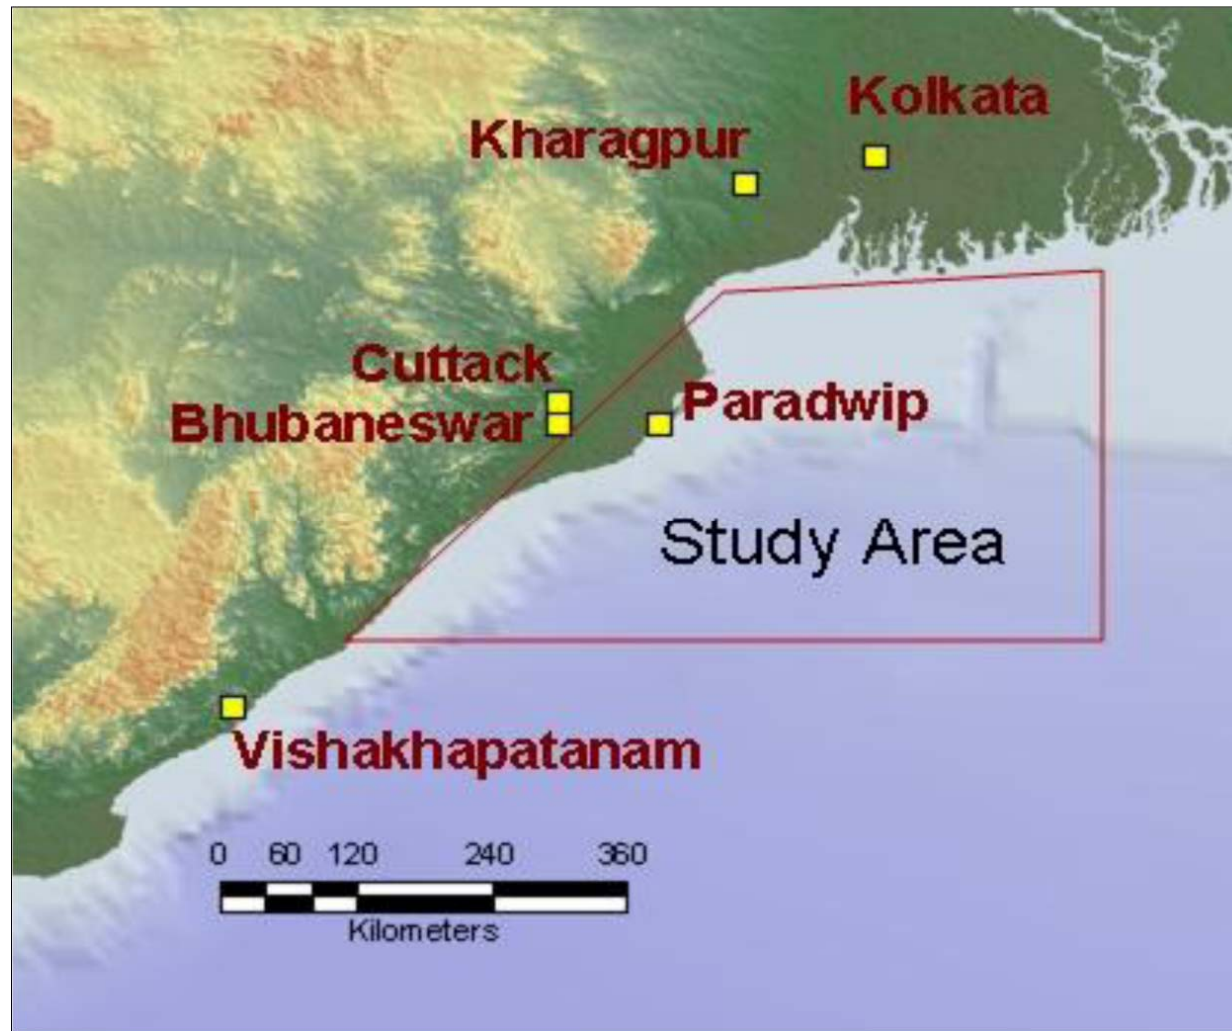 Kolkata
Kharagpur
Cuttack
Bhubaneswar
Paradwip
Study Area
Vishakhapatanam
0 60 120 240 360
Kilometers